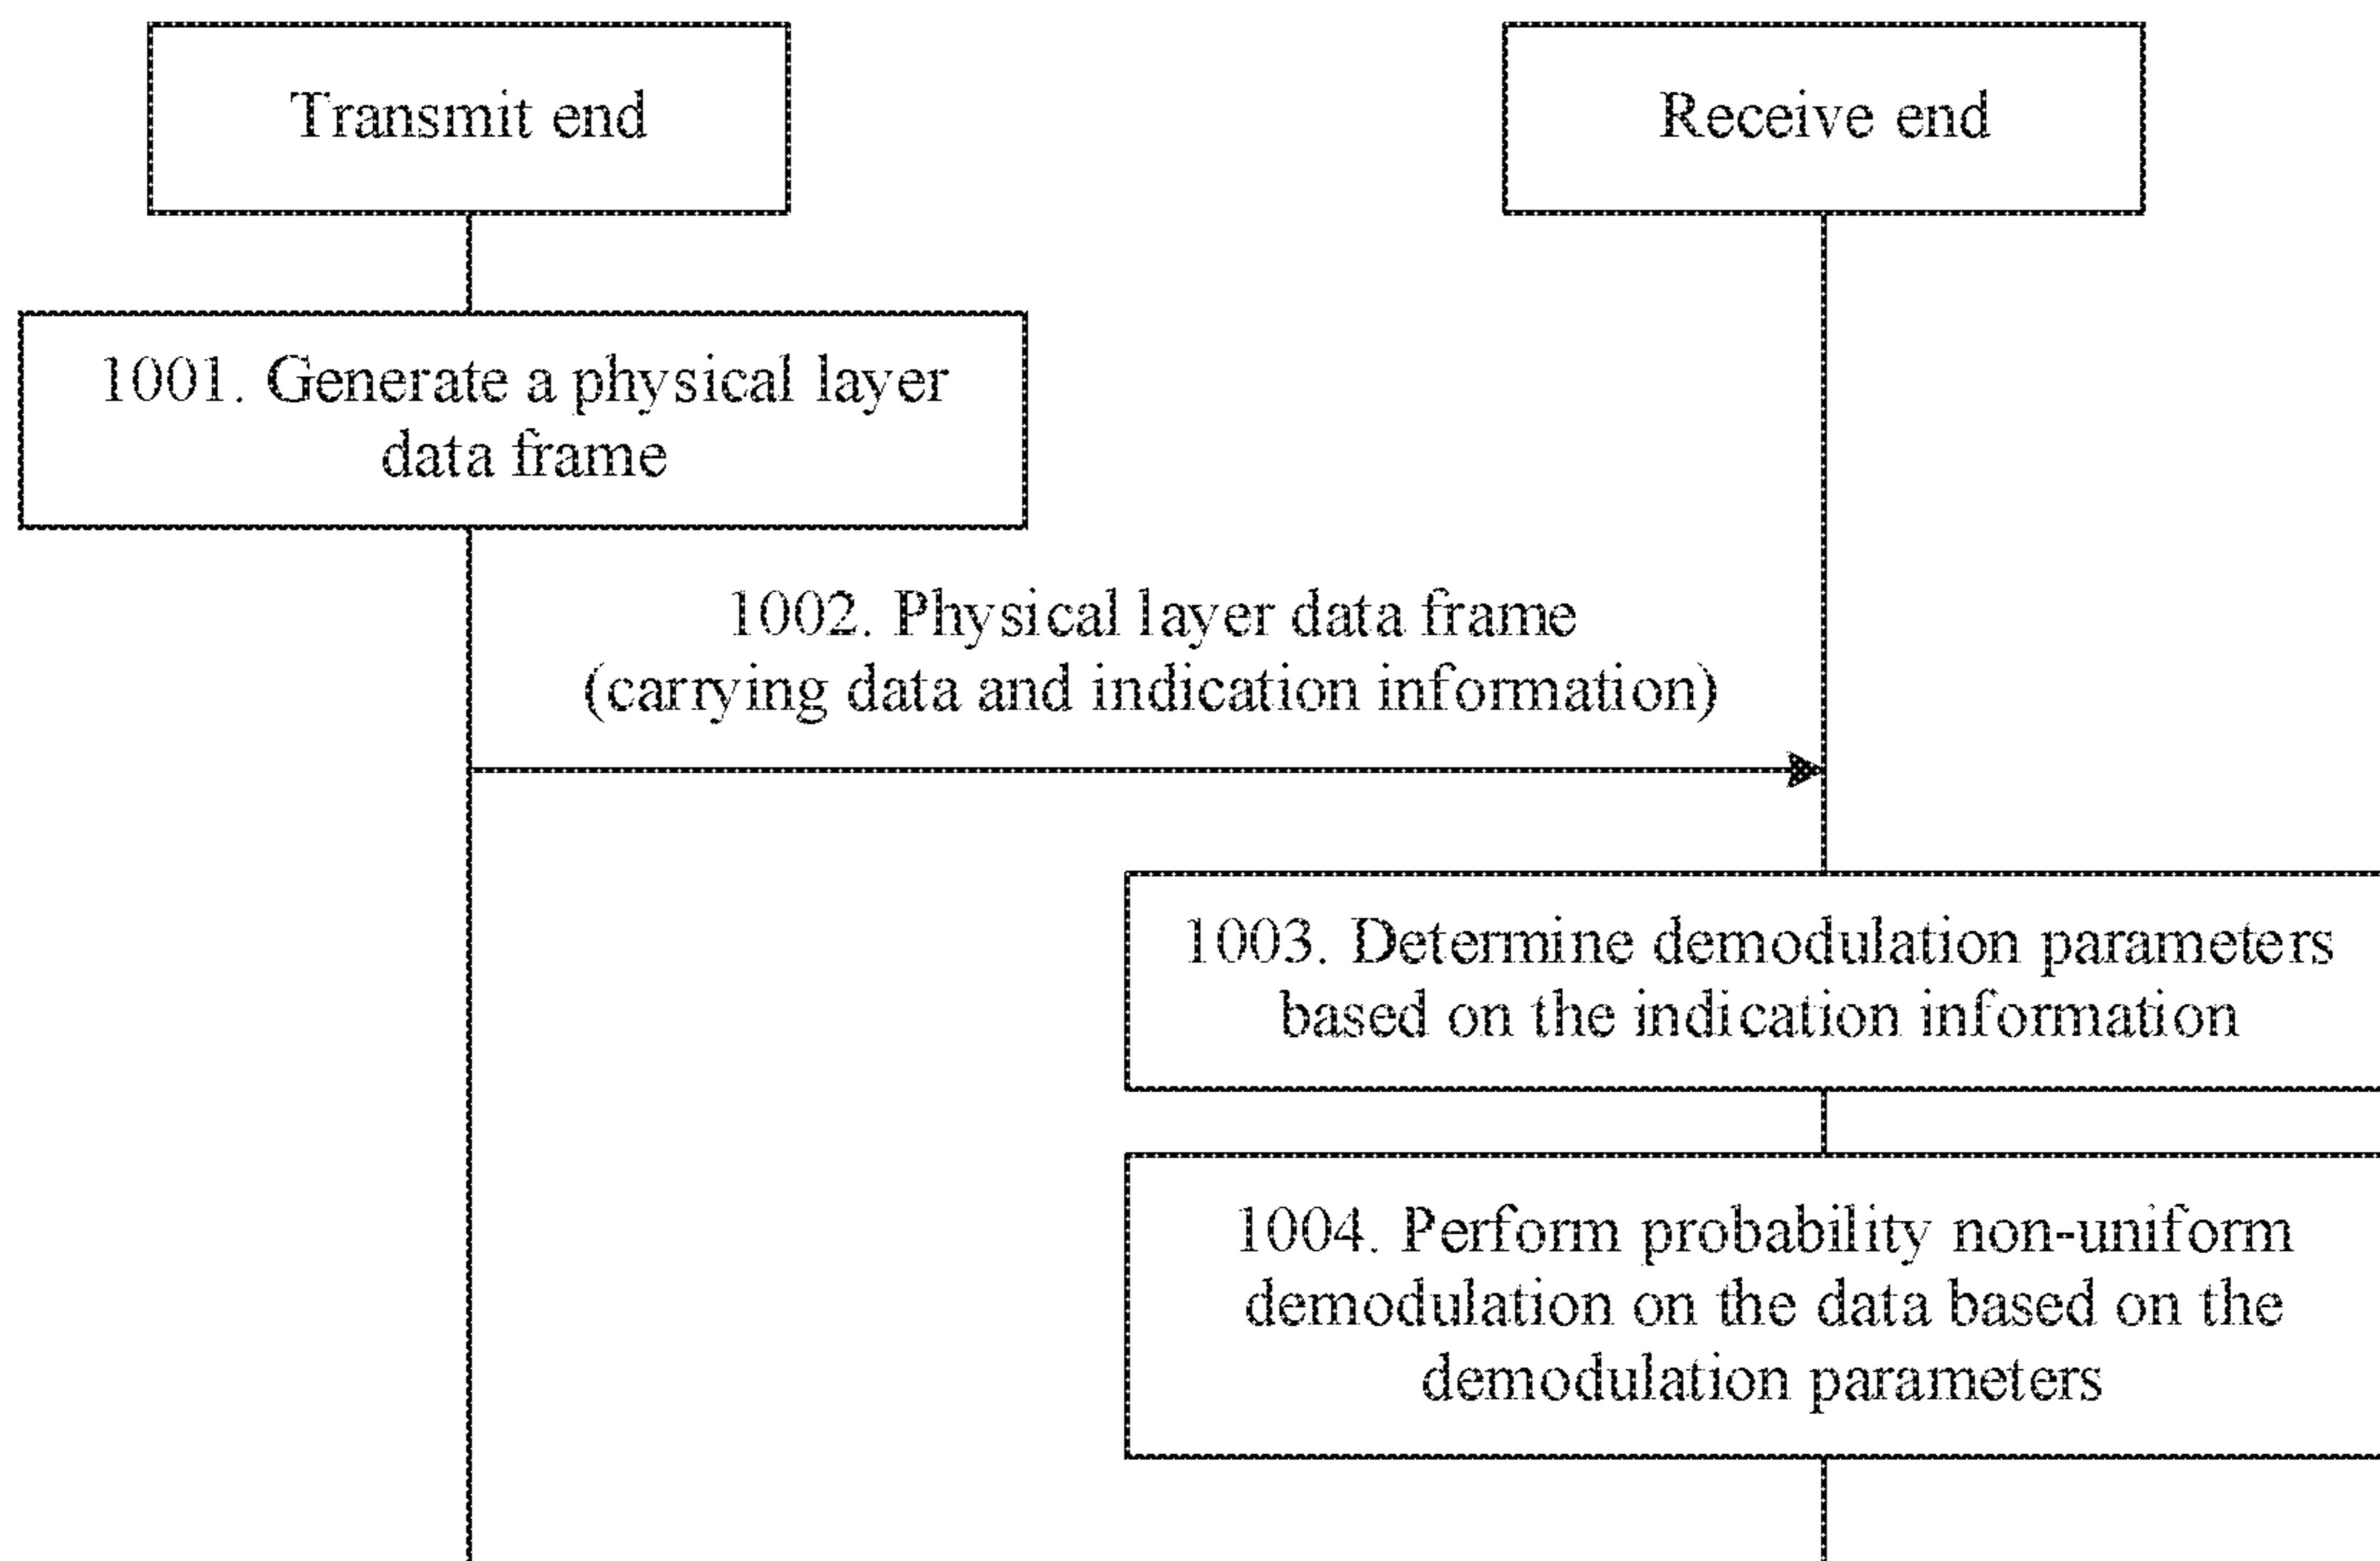 Transmit end
Receive end
1001. Generate a physical layer
data frame
1002. Physical layer data frame
(carrying data and indication information)
1003. Determine demodulation parameters
based on the indication information
1004. Perform probability non-uniform
demodulation on the data based on the
demodulation parameters